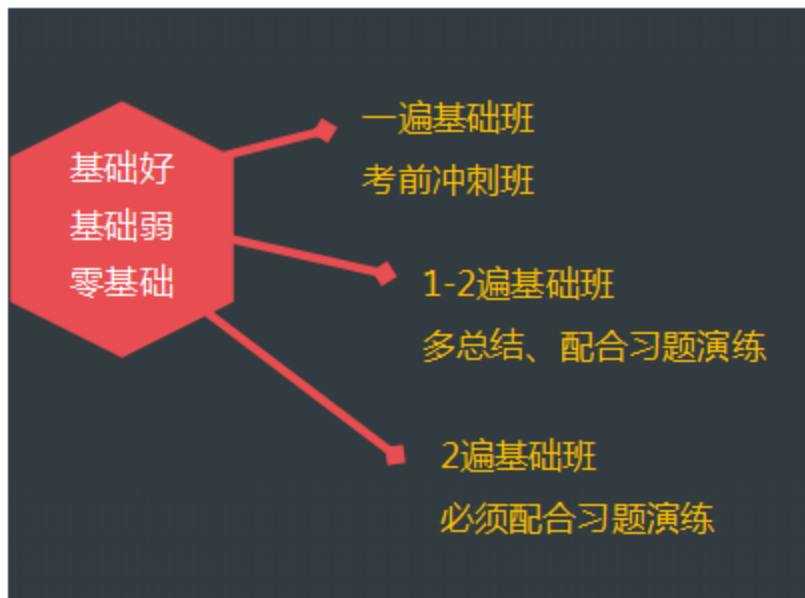 基础好
基础弱
零基础
一遍基础班
考前冲刺班
1-2遍基础班
多总结、配合习题演练
2遍基础班
必须配合习题演练